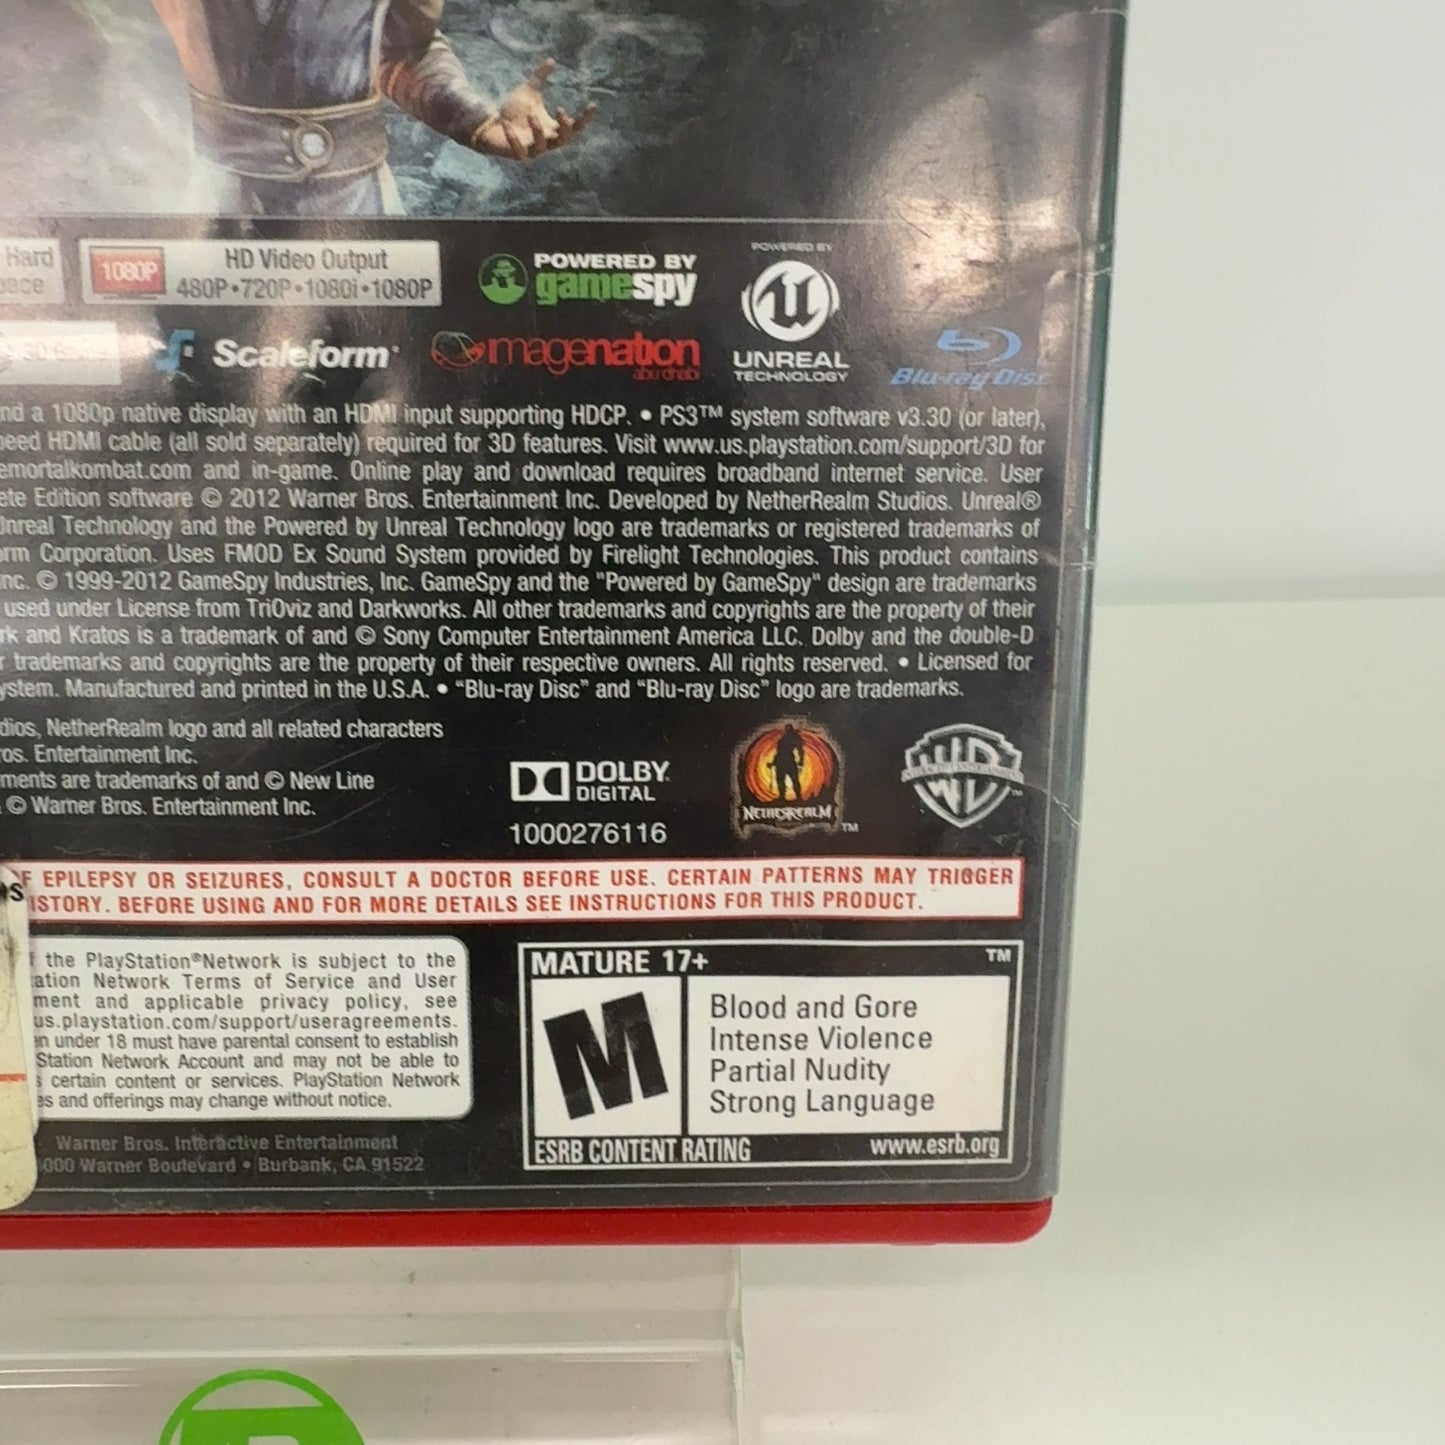 Hard
1080P
HD Video Output
480P•720P•1080i•1080P
POWERED BY
gamespy
POWERED BY
UNREAL
TECHNOLOGY
Scaleform
imagenation
abu dhabi
Blu-ray Disc
nd a 1080p native display with an HDMI input supporting HDCP. • PS3™ system software v3.30 (or later),
eed HDMI cable (all sold separately) required for 3D features. Visit www.us.playstation.com/support/3D for
emortalkombat.com and in-game. Online play and download requires broadband internet service. User
ete Edition software © 2012 Warner Bros. Entertainment Inc. Developed by NetherRealm Studios. Unreal®
Unreal Technology and the Powered by Unreal Technology logo are trademarks or registered trademarks of
rm Corporation. Uses FMOD Ex Sound System provided by Firelight Technologies. This product contains
nc. © 1999-2012 GameSpy Industries, Inc. GameSpy and the "Powered by GameSpy" design are trademarks
used under License from TriOviz and Darkworks. All other trademarks and copyrights are the property of their
rk and Kratos is a trademark of and © Sony Computer Entertainment America LLC. Dolby and the double-D
r trademarks and copyrights are the property of their respective owners. All rights reserved. • Licensed for
ystem. Manufactured and printed in the U.S.A. • “Blu-ray Disc” and “Blu-ray Disc” logo are trademarks.
dios, NetherRealm logo and all related characters
ros. Entertainment Inc.
ments are trademarks of and © New Line
© Warner Bros. Entertainment Inc.
DOLBY
DIGITAL
1000276116
NETHERREALM
™
WB
F EPILEPSY OR SEIZURES, CONSULT A DOCTOR BEFORE USE. CERTAIN PATTERNS MAY TRIGGER
ISTORY. BEFORE USING AND FOR MORE DETAILS SEE INSTRUCTIONS FOR THIS PRODUCT.
f the PlayStation®Network is subject to the
ation Network Terms of Service and User
ment and applicable privacy policy, see
us.playstation.com/support/useragreements.
en under 18 must have parental consent to establish
Station Network Account and may not be able to
s certain content or services. PlayStation Network
es and offerings may change without notice.
Warner Bros. Interactive Entertainment
000 Warner Boulevard • Burbank, CA 91522
MATURE 17+
™
M
Blood and Gore
Intense Violence
Partial Nudity
Strong Language
ESRB CONTENT RATING
www.esrb.org